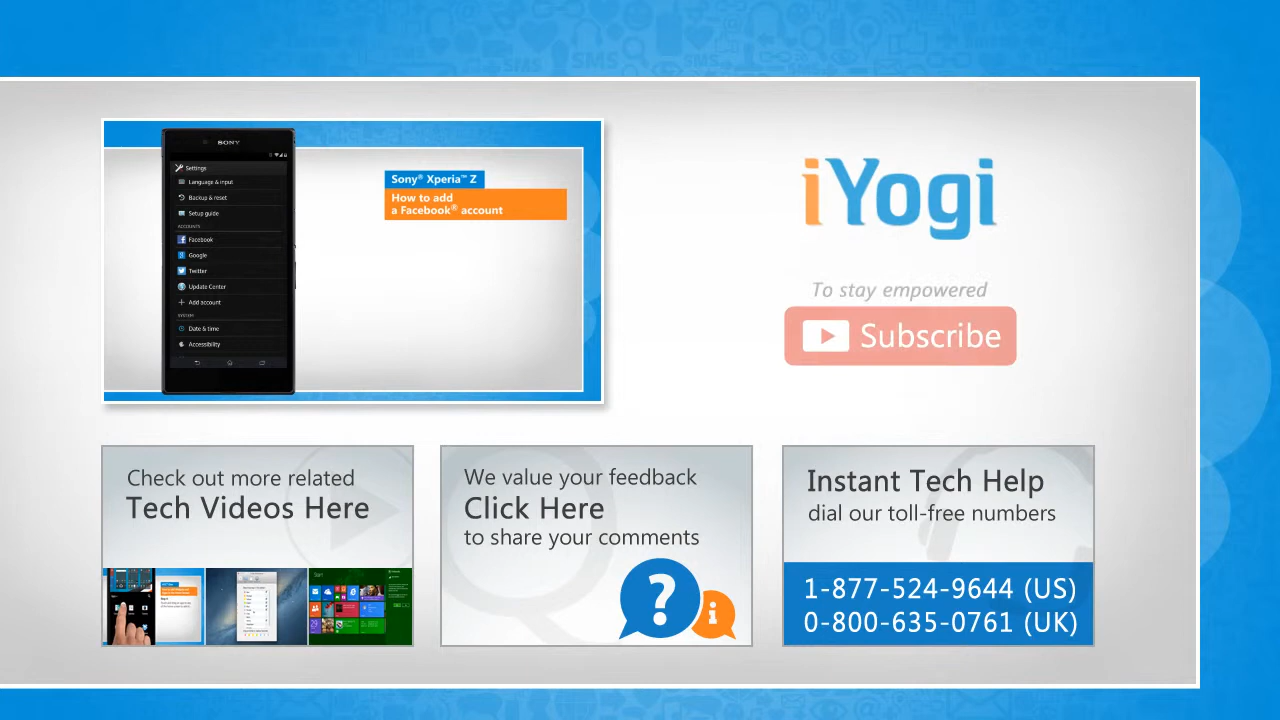 SONY
Settings
Language & input
Backup & reset
Setup guide
ACCOUNTS
Facebook
Google
Twitter
Update Center
Add account
SYSTEM
Date & time
Accessibility
Sony® Xperia™ Z
How to add
a Facebook® account
iYogi
To stay empowered
Subscribe
Check out more related
Tech Videos Here
We value your feedback
Click Here
to share your comments
Instant Tech Help
dial our toll-free numbers
1-877-524-9644 (US)
0-800-635-0761 (UK)
SMS
SMS